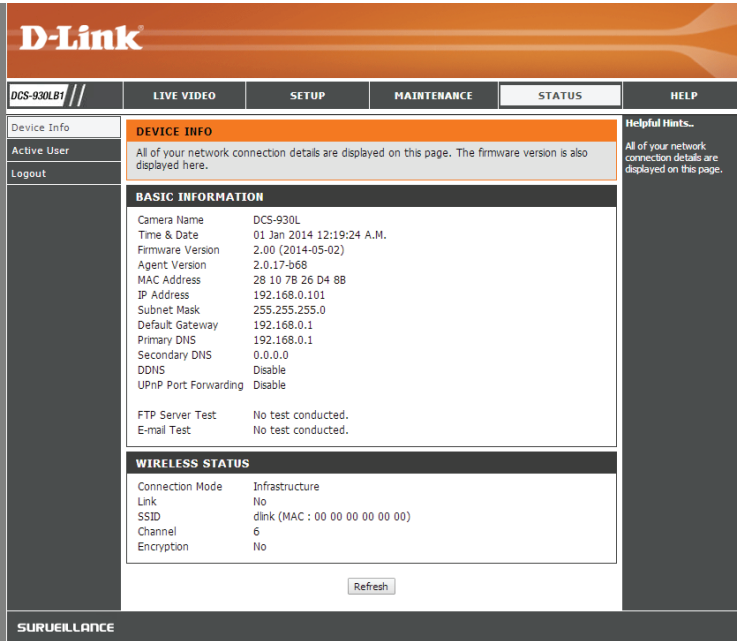 D-Link
DCS-930LB1
LIVE VIDEO
SETUP
MAINTENANCE
STATUS
HELP
Device Info
Active User
Logout
DEVICE INFO
All of your network connection details are displayed on this page. The firmware version is also
displayed here.
BASIC INFORMATION
Camera Name DCS-930L
Time & Date 01 Jan 2014 12:19:24 A.M.
Firmware Version 2.00 (2014-05-02)
Agent Version 2.0.17-b68
MAC Address 28 10 7B 26 D4 8B
IP Address 192.168.0.101
Subnet Mask 255.255.255.0
Default Gateway 192.168.0.1
Primary DNS 192.168.0.1
Secondary DNS 0.0.0.0
DDNS Disable
UPnP Port Forwarding Disable
FTP Server Test No test conducted.
E-mail Test No test conducted.
WIRELESS STATUS
Connection Mode Infrastructure
Link No
SSID dlink (MAC : 00 00 00 00 00 00)
Channel 6
Encryption No
Refresh
Helpful Hints..
All of your network
connection details are
displayed on this page.
SURVEILLANCE